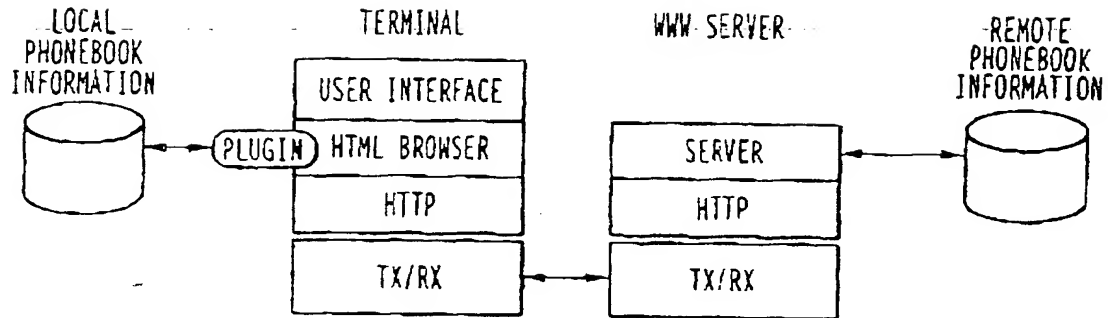 LOCAL
PHONEBOOK
INFORMATION
TERMINAL
WWW SERVER
REMOTE
PHONEBOOK
INFORMATION
USER INTERFACE
PLUGIN
HTML BROWSER
HTTP
TX/RX
SERVER
HTTP
TX/RX